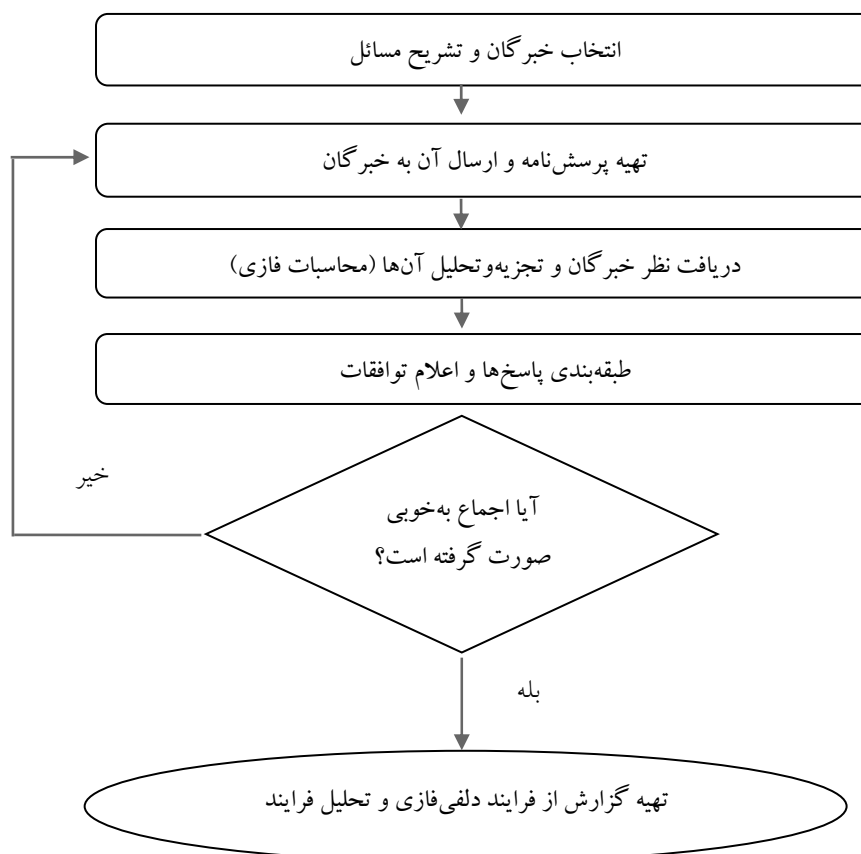 انتخاب خبرگان و تشریح مسائل
تهیه پرسش‌نامه و ارسال آن به خبرگان
دریافت نظر خبرگان و تجزیه‌وتحلیل آن‌ها (محاسبات فازی)
طبقه‌بندی پاسخ‌ها و اعلام توافقات
خیر
آیا اجماع به‌خوبی
صورت گرفته است؟
بله
تهیه گزارش از فرایند دلفی‌فازی و تحلیل فرایند